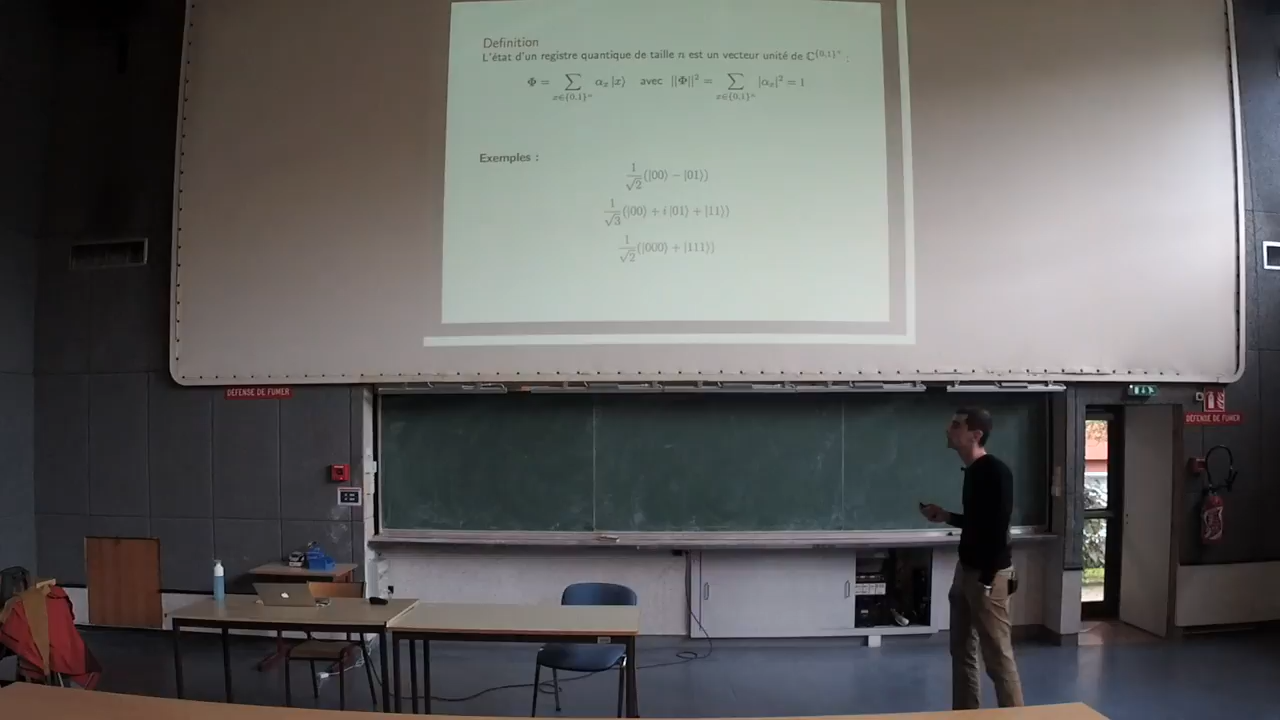 Definition
L'état d'un registre quantique de taille n est un vecteur unité de ℂ^{{0,1}^n} :
Φ = ∑_{x∈{0,1}^n} α_x |x⟩ avec ||Φ||² = ∑_{x∈{0,1}^n} |α_x|² = 1
Exemples :
1/√2 (|00⟩ − |01⟩)
1/√3 (|00⟩ + i |01⟩ + |11⟩)
1/√2 (|000⟩ + |111⟩)
DEFENSE DE FUMER
DEFENSE DE FUMER